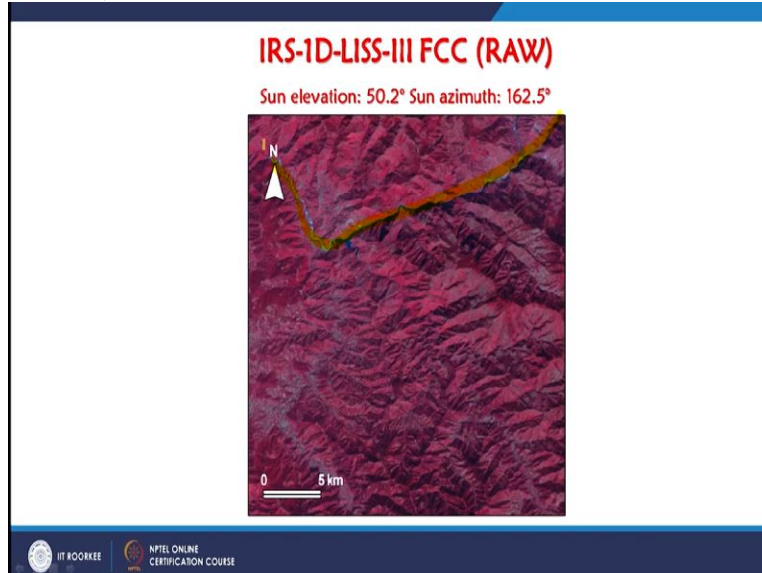 IRS-1D-LISS-III FCC (RAW)
Sun elevation: 50.2° Sun azimuth: 162.5°
N
0 5 km
IIT ROORKEE
NPTEL ONLINE
CERTIFICATION COURSE